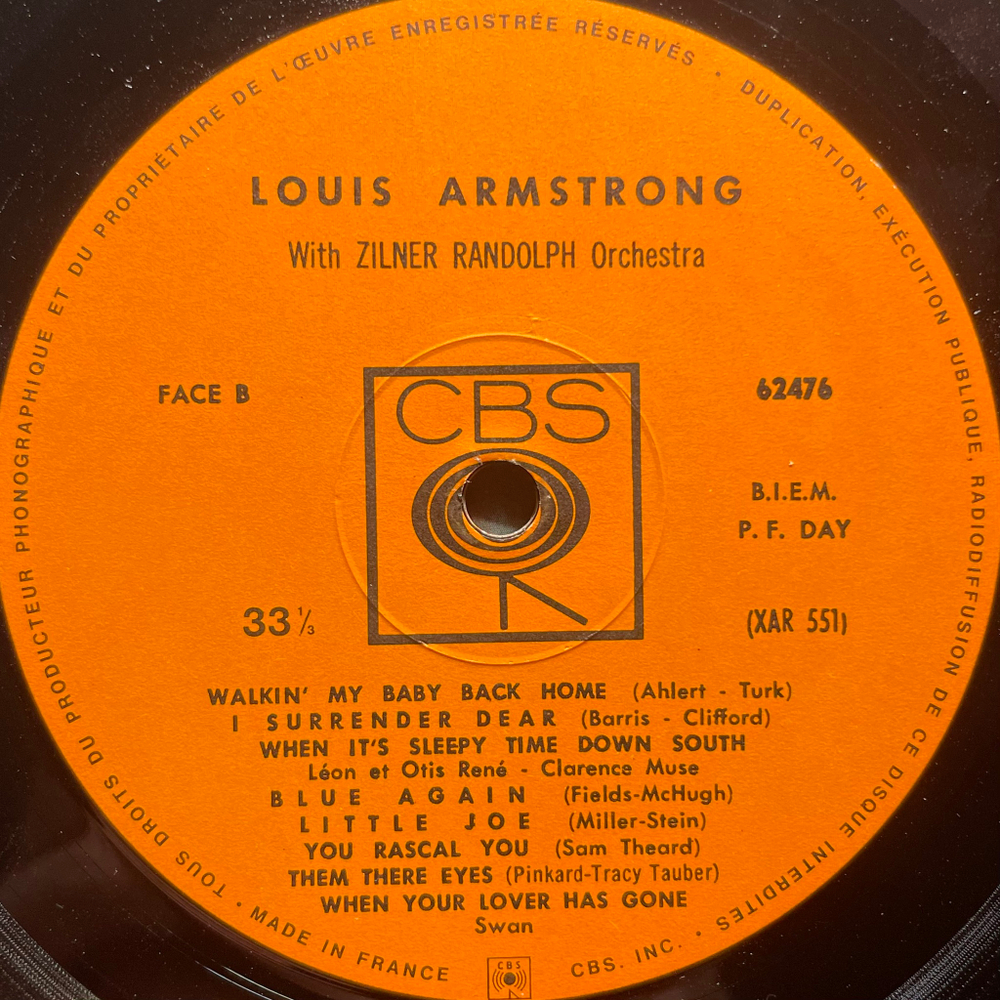 TOUS DROITS DU PRODUCTEUR PHONOGRAPHIQUE ET DU PROPRIÉTAIRE DE L'ŒUVRE ENREGISTRÉE RÉSERVÉS • DUPLICATION, EXÉCUTION PUBLIQUE, RADIODIFFUSION DE CE DISQUE INTERDITES •
LOUIS ARMSTRONG
With ZILNER RANDOLPH Orchestra
FACE B
CBS
62476
B.I.E.M.
P. F. DAY
33 1/3
(XAR 551)
WALKIN' MY BABY BACK HOME (Ahlert - Turk)
I SURRENDER DEAR (Barris - Clifford)
WHEN IT'S SLEEPY TIME DOWN SOUTH
Léon et Otis René - Clarence Muse
BLUE AGAIN (Fields-McHugh)
LITTLE JOE (Miller-Stein)
YOU RASCAL YOU (Sam Theard)
THEM THERE EYES (Pinkard-Tracy Tauber)
WHEN YOUR LOVER HAS GONE
Swan
• MADE IN FRANCE
CBS
CBS. INC.